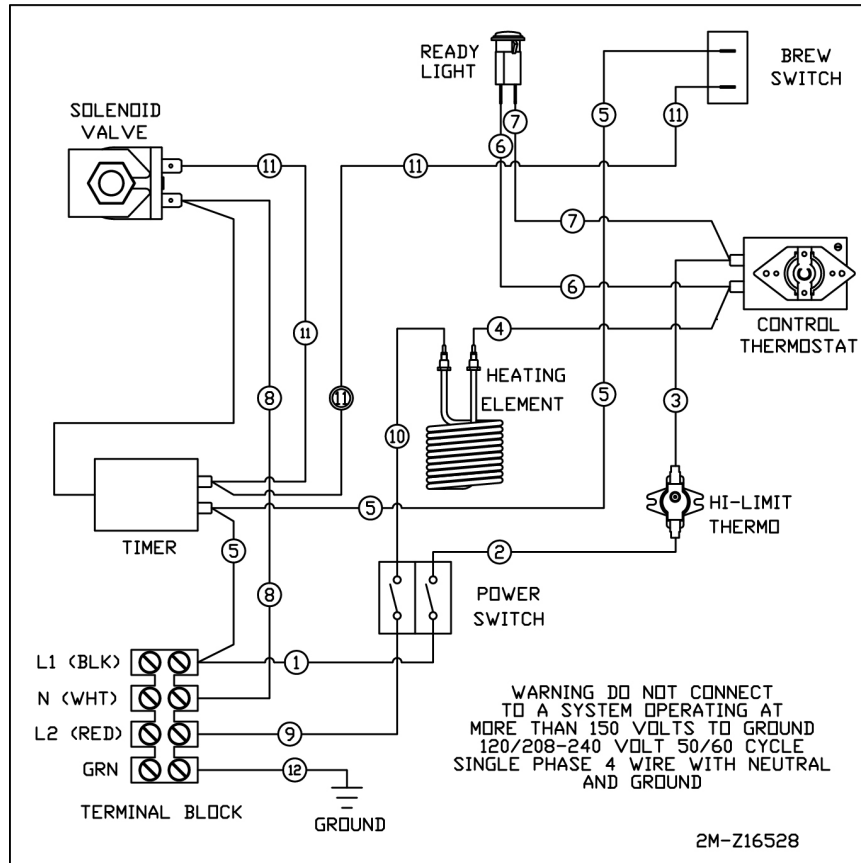 READY
LIGHT
BREW
SWITCH
SOLENOID
VALVE
5
11
7
6
11
11
7
6
4
CONTROL
THERMOSTAT
11
HEATING
ELEMENT
8
11
5
3
10
HI-LIMIT
THERMO
5
TIMER
5
2
8
POWER
SWITCH
L1 (BLK)
1
N (WHT)
L2 (RED)
9
GRN
12
TERMINAL BLOCK
GROUND
WARNING DO NOT CONNECT
TO A SYSTEM OPERATING AT
MORE THAN 150 VOLTS TO GROUND
120/208-240 VOLT 50/60 CYCLE
SINGLE PHASE 4 WIRE WITH NEUTRAL
AND GROUND
2M-Z16528